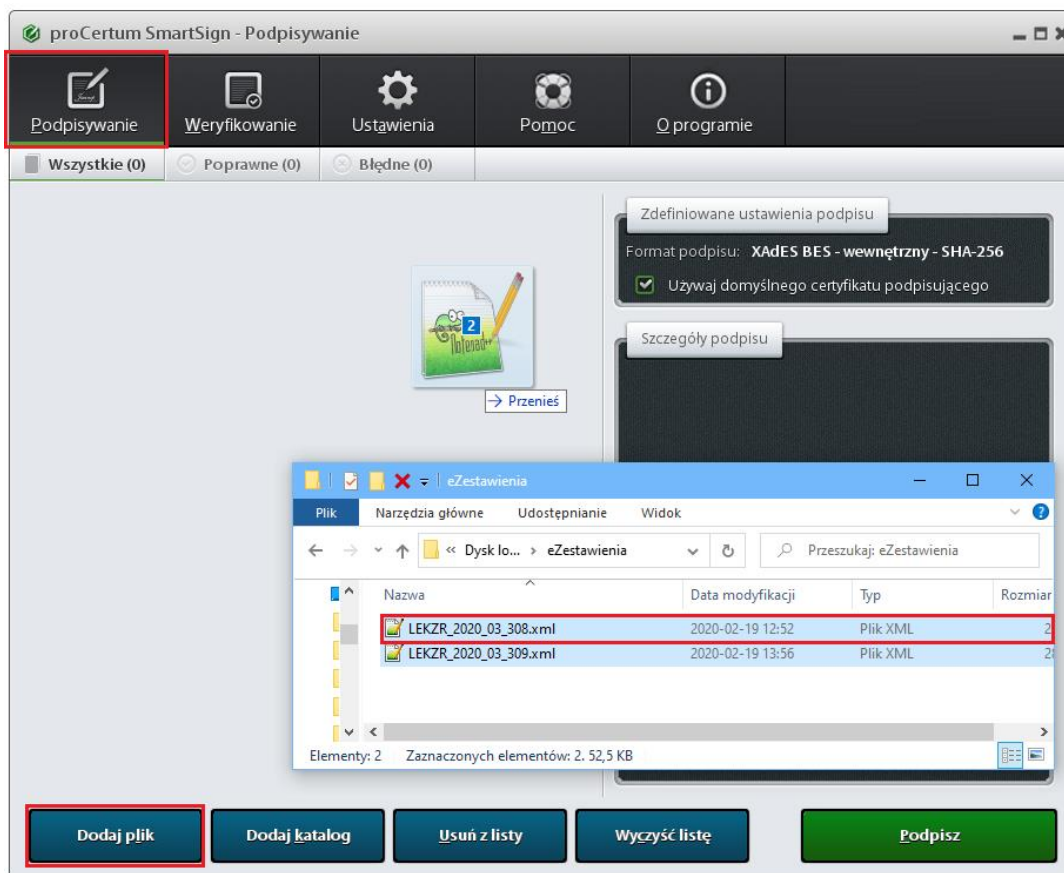 proCertum SmartSign - Podpisywanie
Podpisywanie
Weryfikowanie
Ustawienia
Pomoc
O programie
Wszystkie (0)
Poprawne (0)
Błędne (0)
Zdefiniowane ustawienia podpisu
Format podpisu: XAdES BES - wewnętrzny - SHA-256
Używaj domyślnego certyfikatu podpisującego
2
Notepad++
Przenieś
Szczegóły podpisu
eZestawienia
Plik
Narzędzia główne
Udostępnianie
Widok
« Dysk lo... › eZestawienia
Przeszukaj: eZestawienia
Nazwa
Data modyfikacji
Typ
Rozmiar
LEKZR_2020_03_308.xml 2020-02-19 12:52 Plik XML
LEKZR_2020_03_309.xml 2020-02-19 13:56 Plik XML
Elementy: 2 Zaznaczonych elementów: 2. 52,5 KB
Dodaj plik
Dodaj katalog
Usuń z listy
Wyczyść listę
Podpisz